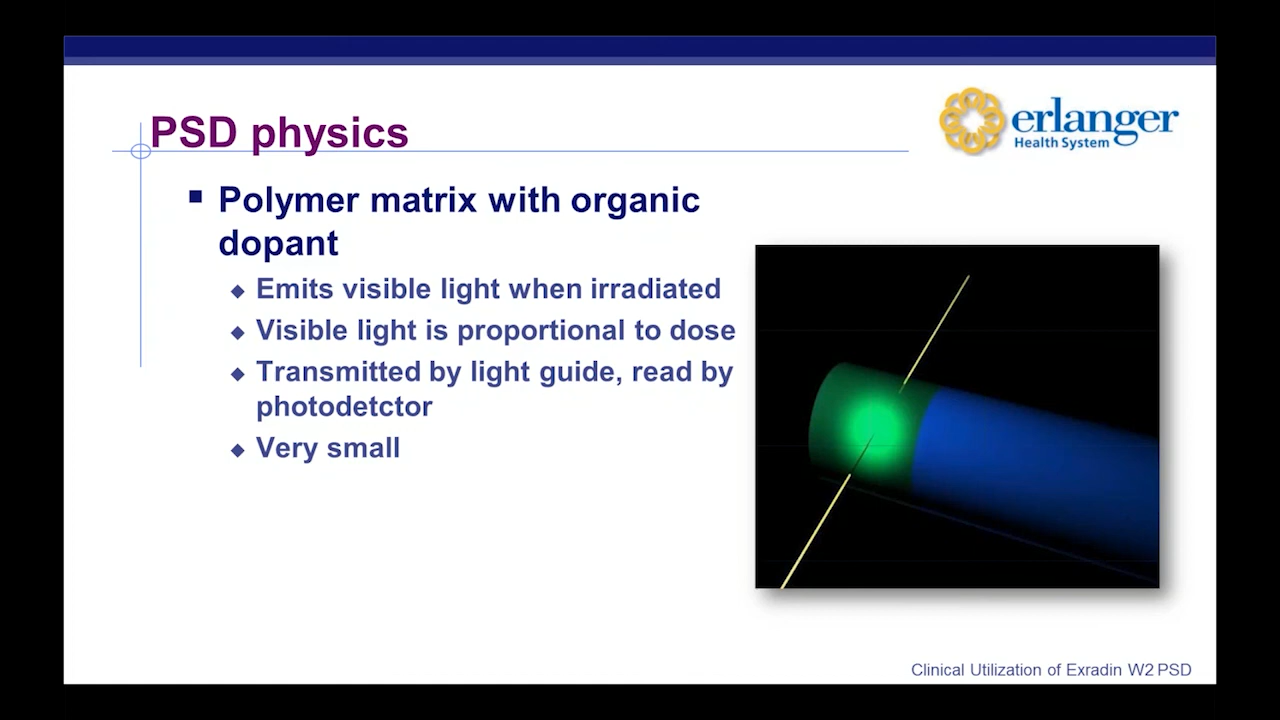 PSD physics
erlanger
Health System
Polymer matrix with organic
dopant
Emits visible light when irradiated
Visible light is proportional to dose
Transmitted by light guide, read by
photodetctor
Very small
Clinical Utilization of Exradin W2 PSD